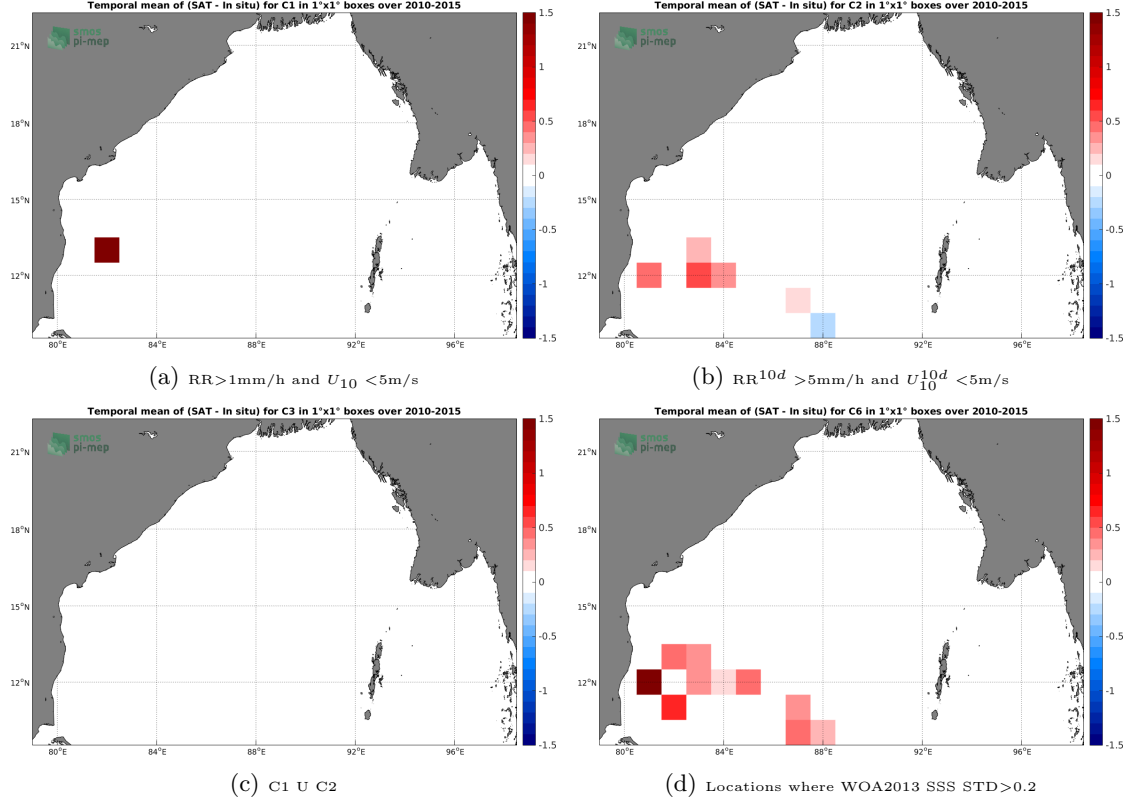 Temporal mean of (SAT - In situ) for C1 in 1°x1° boxes over 2010-2015
smos
pi-mep
21°N
18°N
15°N
12°N
80°E
84°E
88°E
92°E
96°E
1.5
1
0.5
0
-0.5
-1
-1.5
(a) RR>1mm/h and U10 <5m/s
Temporal mean of (SAT - In situ) for C2 in 1°x1° boxes over 2010-2015
smos
pi-mep
21°N
18°N
15°N
12°N
80°E
84°E
88°E
92°E
96°E
1.5
1
0.5
0
-0.5
-1
-1.5
(b) RR10d >5mm/h and U10d10 <5m/s
Temporal mean of (SAT - In situ) for C3 in 1°x1° boxes over 2010-2015
smos
pi-mep
21°N
18°N
15°N
12°N
80°E
84°E
88°E
92°E
96°E
1.5
1
0.5
0
-0.5
-1
-1.5
(c) C1 U C2
Temporal mean of (SAT - In situ) for C6 in 1°x1° boxes over 2010-2015
smos
pi-mep
21°N
18°N
15°N
12°N
80°E
84°E
88°E
92°E
96°E
1.5
1
0.5
0
-0.5
-1
-1.5
(d) Locations where WOA2013 SSS STD>0.2